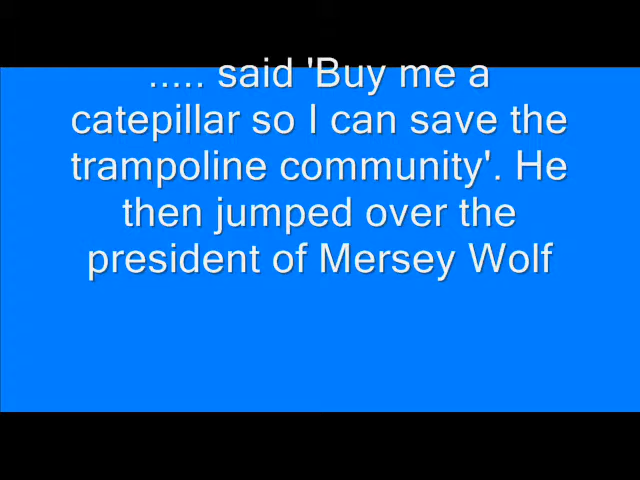 ..... said 'Buy me a
catepillar so I can save the
trampoline community'. He
then jumped over the
president of Mersey Wolf